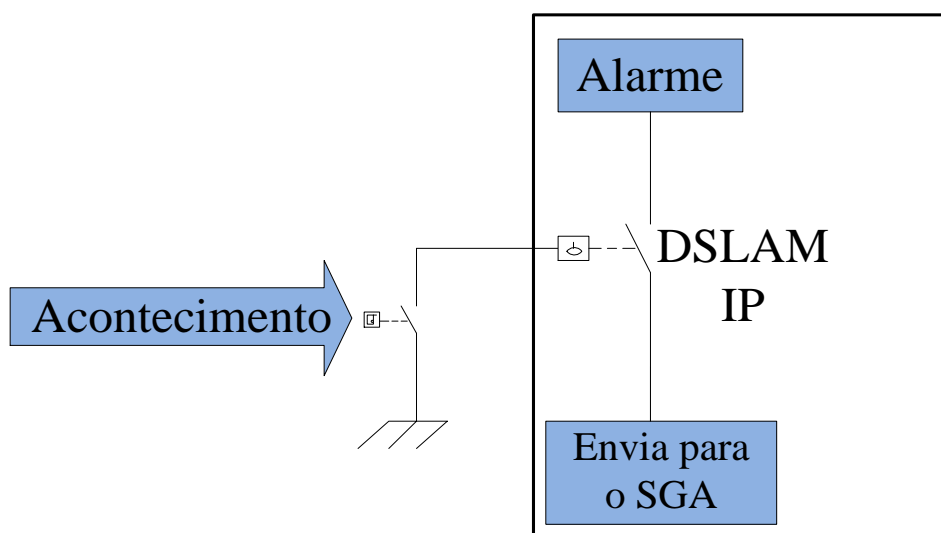 Alarme
DSLAM
IP
Acontecimento
Envia para
o SGA